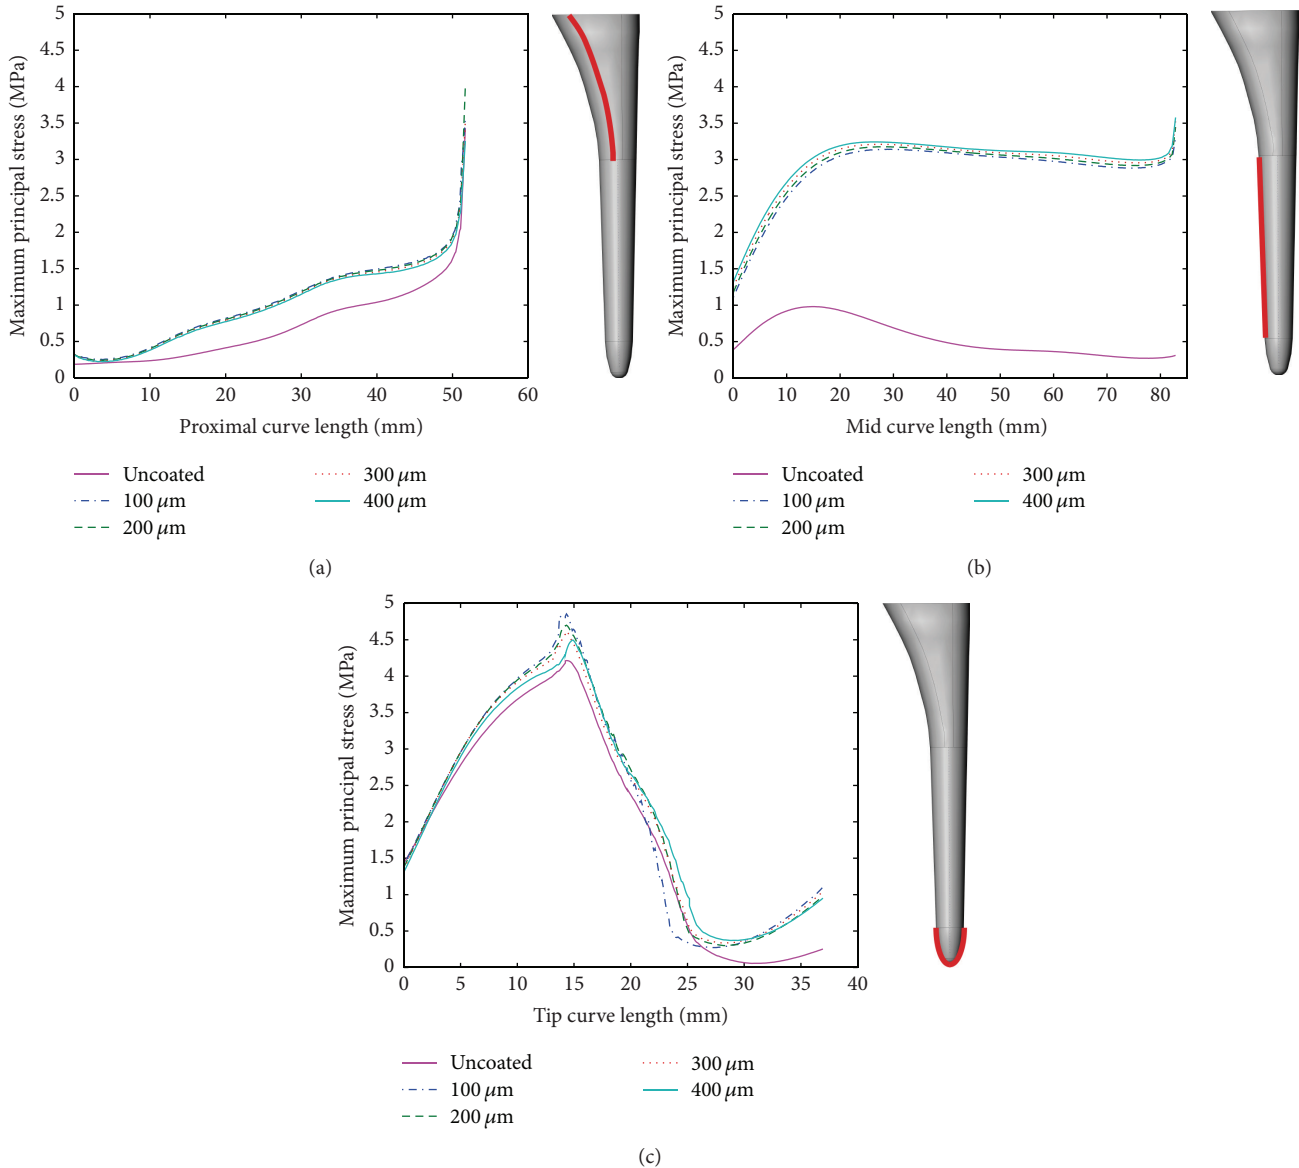 5
4.5
4
3.5
3
2.5
2
1.5
1
0.5
0
Maximum principal stress (MPa)
0 10 20 30 40 50 60
Proximal curve length (mm)
Uncoated
100 μm
200 μm
300 μm
400 μm
(a)
5
4.5
4
3.5
3
2.5
2
1.5
1
0.5
0
Maximum principal stress (MPa)
0 10 20 30 40 50 60 70 80
Mid curve length (mm)
Uncoated
100 μm
200 μm
300 μm
400 μm
(b)
5
4.5
4
3.5
3
2.5
2
1.5
1
0.5
0
Maximum principal stress (MPa)
0 5 10 15 20 25 30 35 40
Tip curve length (mm)
Uncoated
100 μm
200 μm
300 μm
400 μm
(c)